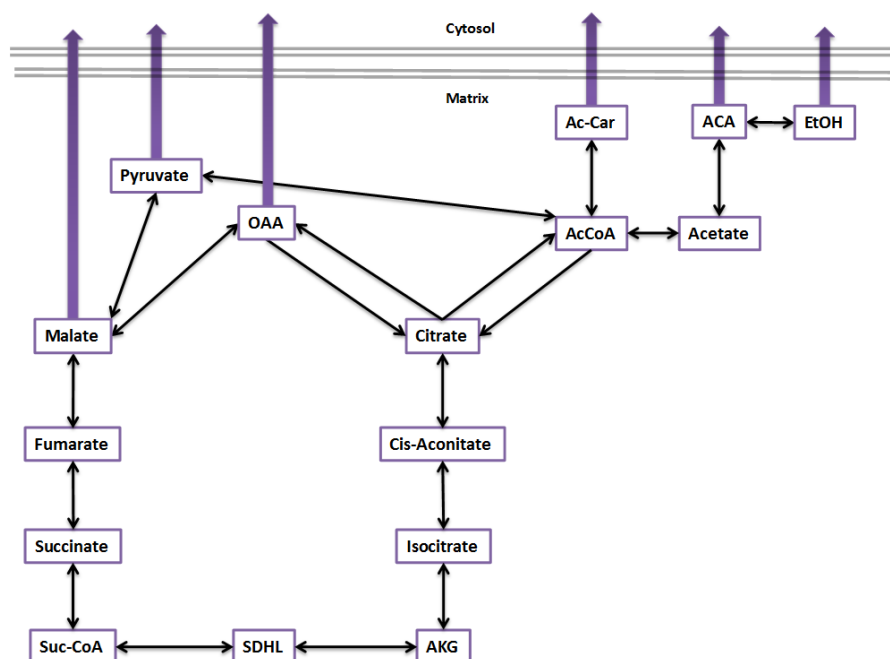 Cytosol
Matrix
Ac-Car
ACA
EtOH
Pyruvate
OAA
AcCoA
Acetate
Malate
Citrate
Fumarate
Cis-Aconitate
Succinate
Isocitrate
Suc-CoA
SDHL
AKG